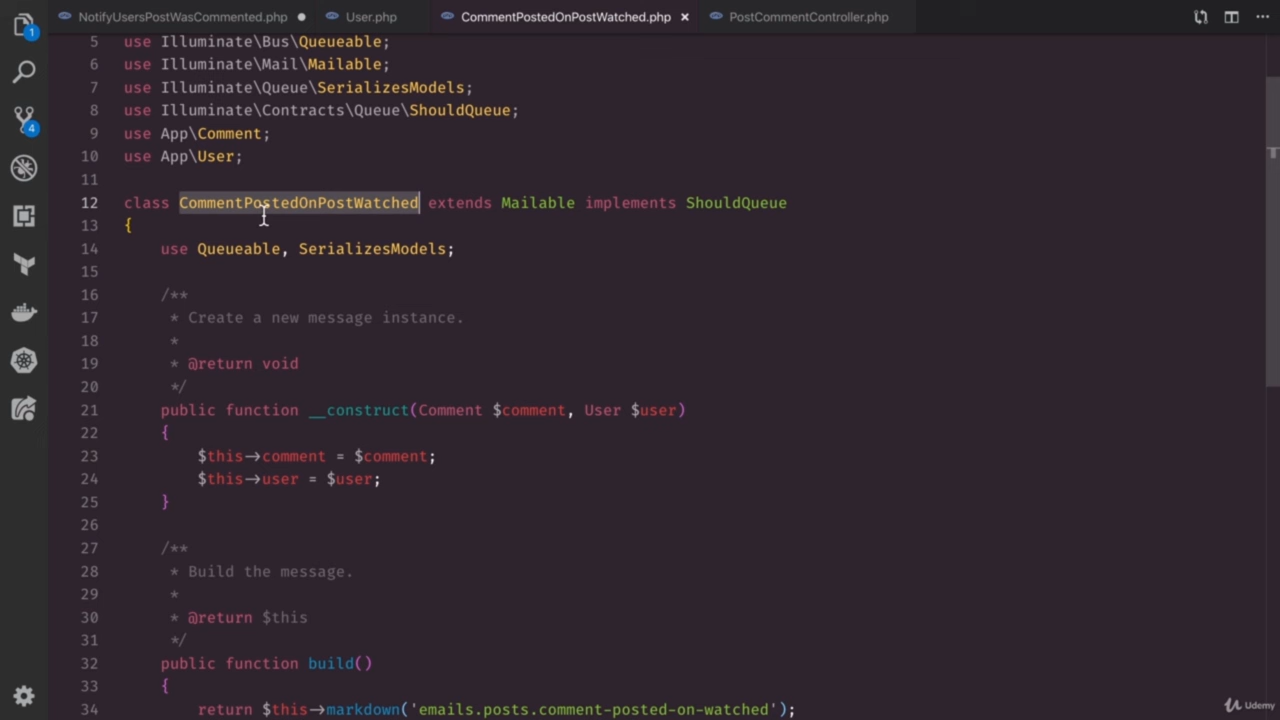 NotifyUsersPostWasCommented.php User.php CommentPostedOnPostWatched.php × PostCommentController.php
1
4
5 use Illuminate\Bus\Queueable;
6 use Illuminate\Mail\Mailable;
7 use Illuminate\Queue\SerializesModels;
8 use Illuminate\Contracts\Queue\ShouldQueue;
9 use App\Comment;
10 use App\User;
11
12 class CommentPostedOnPostWatched extends Mailable implements ShouldQueue
13 {
14 use Queueable, SerializesModels;
15
16 /**
17 * Create a new message instance.
18 *
19 * @return void
20 */
21 public function __construct(Comment $comment, User $user)
22 {
23 $this→comment = $comment;
24 $this→user = $user;
25 }
26
27 /**
28 * Build the message.
29 *
30 * @return $this
31 */
32 public function build()
33 {
34 return $this→markdown('emails.posts.comment-posted-on-watched');
Udemy